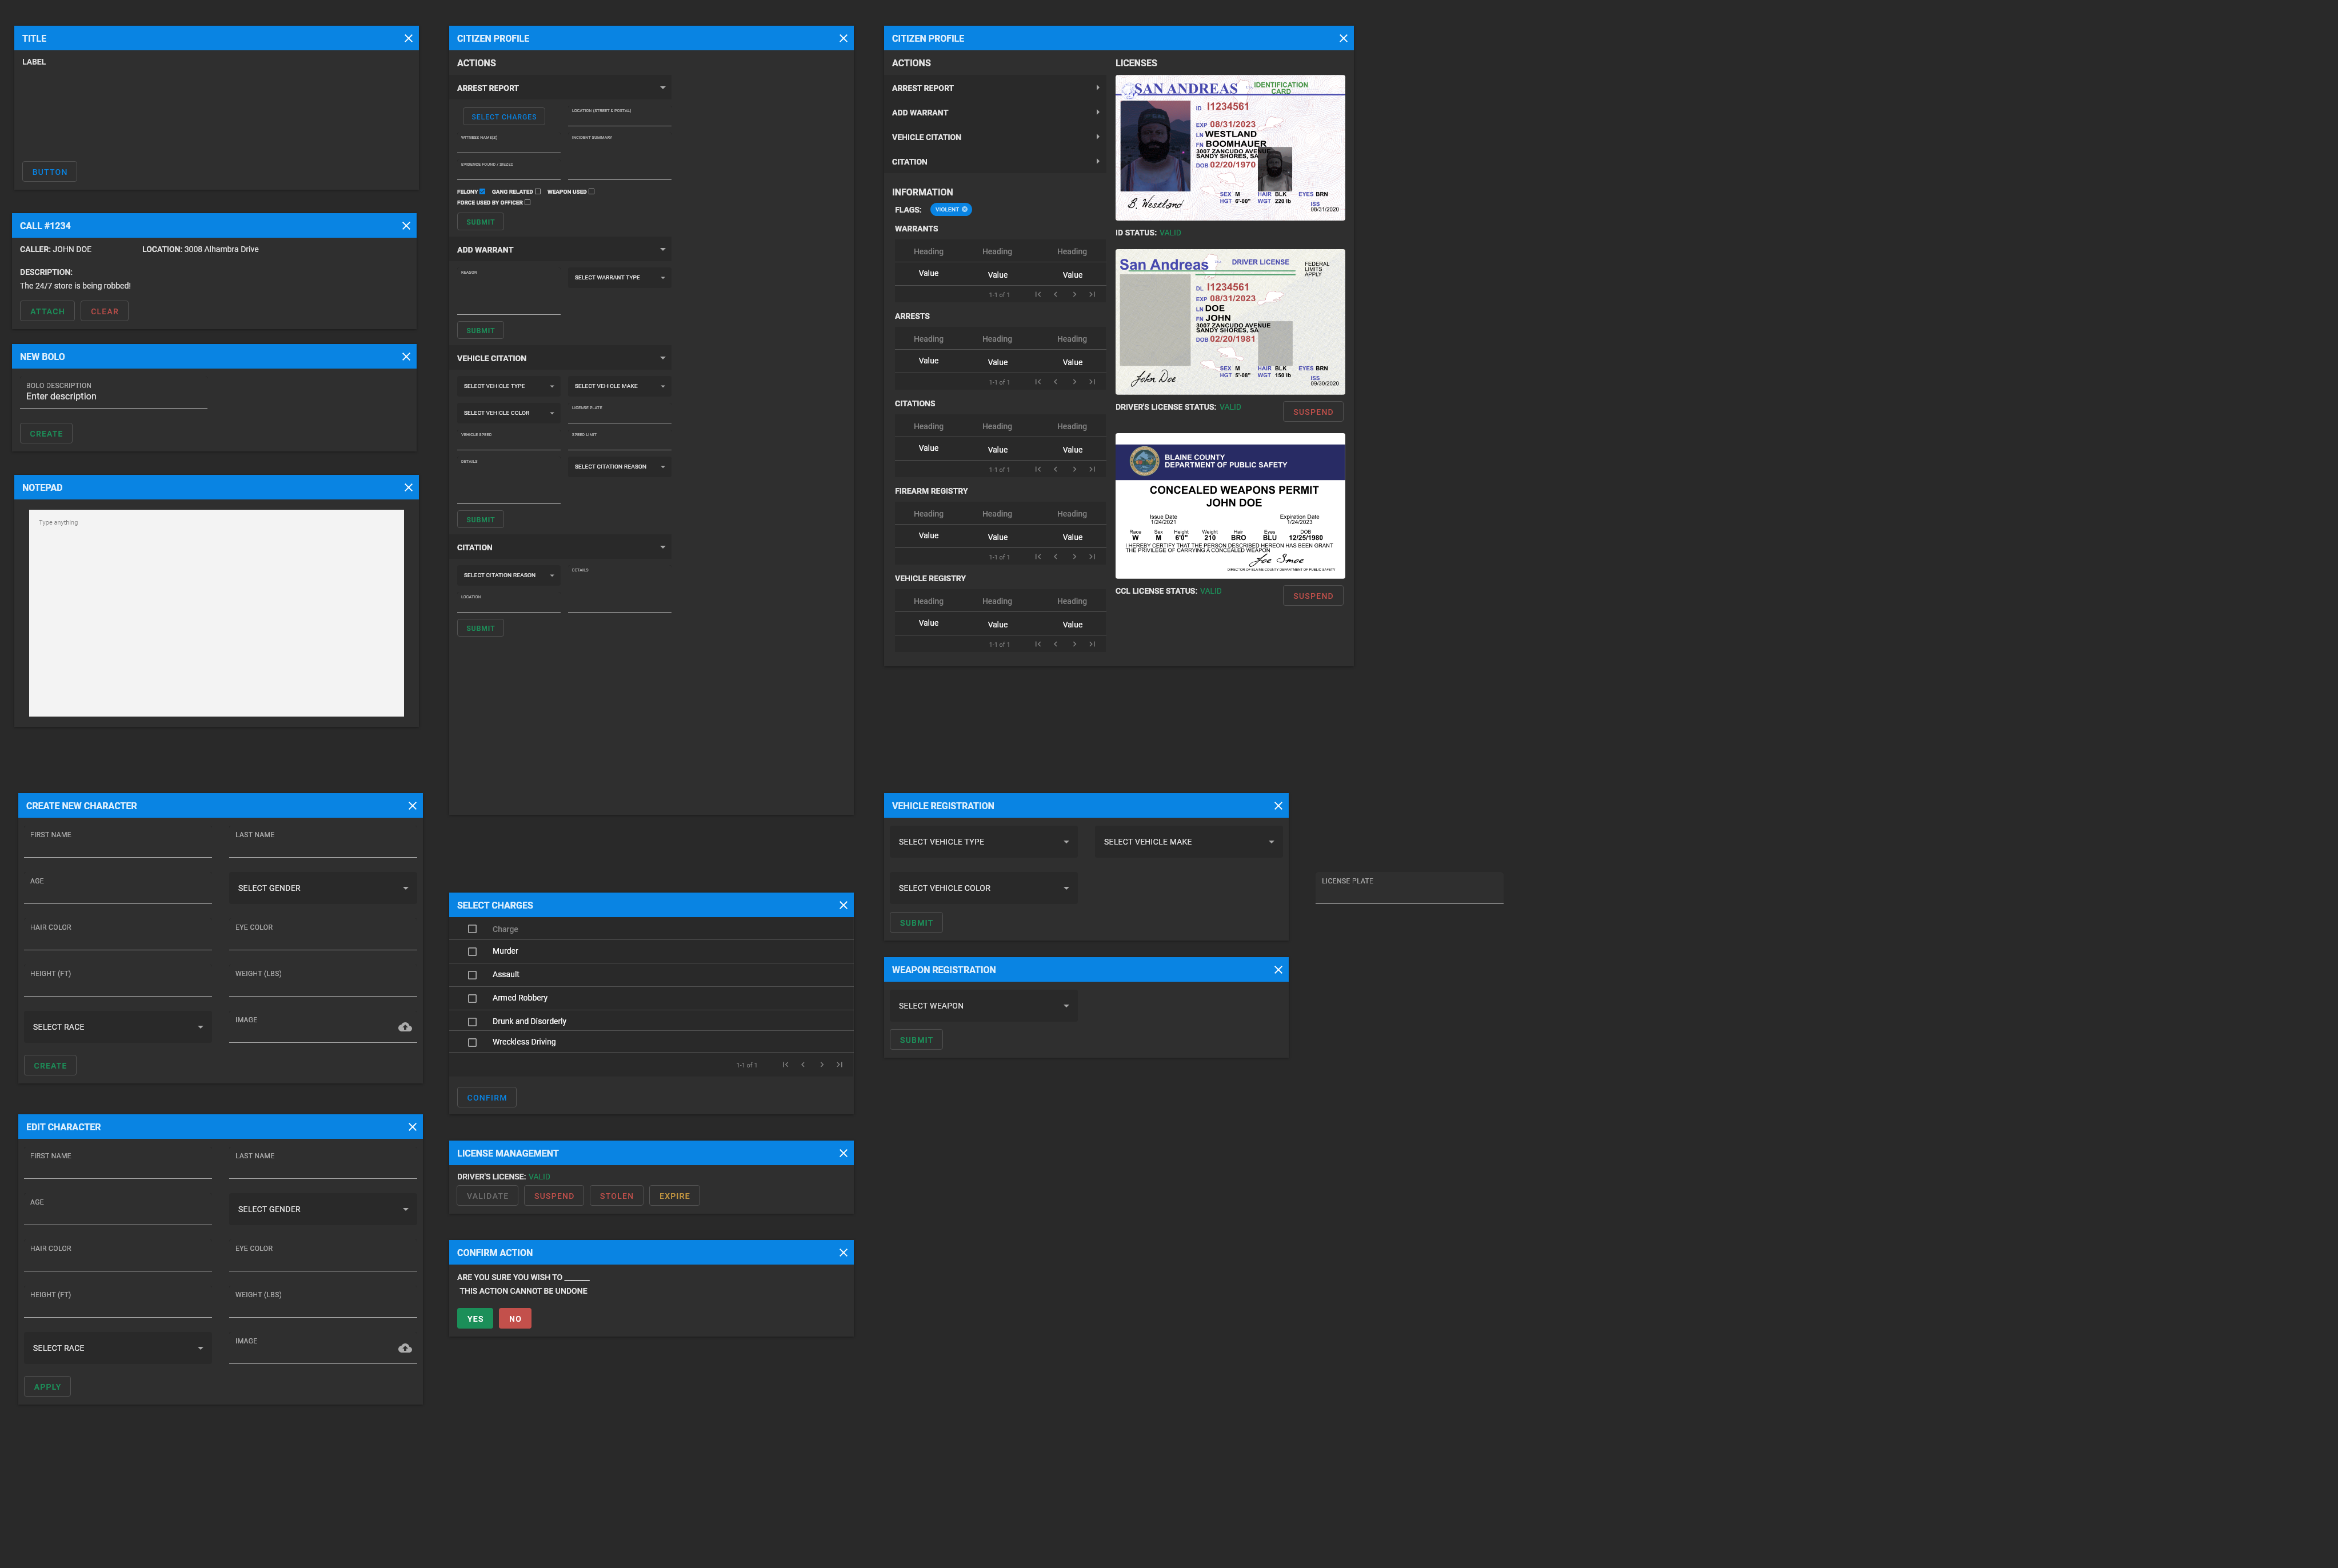 TITLE
LABEL
BUTTON
CALL #1234
CALLER: JOHN DOE LOCATION: 3008 Alhambra Drive
DESCRIPTION:
The 24/7 store is being robbed!
ATTACH CLEAR
NEW BOLO
BOLO DESCRIPTION
Enter description
CREATE
NOTEPAD
Type anything
CREATE NEW CHARACTER
FIRST NAME LAST NAME
AGE SELECT GENDER
HAIR COLOR EYE COLOR
HEIGHT (FT) WEIGHT (LBS)
SELECT RACE IMAGE
CREATE
EDIT CHARACTER
FIRST NAME LAST NAME
AGE SELECT GENDER
HAIR COLOR EYE COLOR
HEIGHT (FT) WEIGHT (LBS)
SELECT RACE IMAGE
APPLY
CITIZEN PROFILE
ACTIONS
ARREST REPORT
SELECT CHARGES LOCATION (STREET & POSTAL)
WITNESS NAME(S) INCIDENT SUMMARY
EVIDENCE FOUND / SIEZED
FELONY GANG RELATED WEAPON USED
FORCE USED BY OFFICER
SUBMIT
ADD WARRANT
REASON SELECT WARRANT TYPE
SUBMIT
VEHICLE CITATION
SELECT VEHICLE TYPE SELECT VEHICLE MAKE
SELECT VEHICLE COLOR LICENSE PLATE
VEHICLE SPEED SPEED LIMIT
DETAILS SELECT CITATION REASON
SUBMIT
CITATION
SELECT CITATION REASON DETAILS
LOCATION
SUBMIT
SELECT CHARGES
Charge
Murder
Assault
Armed Robbery
Drunk and Disorderly
Wreckless Driving
1-1 of 1
CONFIRM
LICENSE MANAGEMENT
DRIVER'S LICENSE: VALID
VALIDATE SUSPEND STOLEN EXPIRE
CONFIRM ACTION
ARE YOU SURE YOU WISH TO ______
THIS ACTION CANNOT BE UNDONE
YES NO
CITIZEN PROFILE
ACTIONS
ARREST REPORT
ADD WARRANT
VEHICLE CITATION
CITATION
INFORMATION
FLAGS: VIOLENT
WARRANTS
Heading Heading Heading
Value Value Value
1-1 of 1
ARRESTS
Heading Heading Heading
Value Value Value
1-1 of 1
CITATIONS
Heading Heading Heading
Value Value Value
1-1 of 1
FIREARM REGISTRY
Heading Heading Heading
Value Value Value
1-1 of 1
VEHICLE REGISTRY
Heading Heading Heading
Value Value Value
1-1 of 1
LICENSES
SAN ANDREAS IDENTIFICATION
CARD
ID I1234561
EXP 08/31/2023
LN WESTLAND
FN BOOMHAUER
3007 ZANCUDO AVENUE
SANDY SHORES, SA
DOB 02/20/1970
SEX M HAIR BLK EYES BRN
HGT 6'-00" WGT 220 lb
ISS
08/31/2020
B. Westland
ID STATUS: VALID
San Andreas DRIVER LICENSE
FEDERAL
LIMITS
APPLY
DL I1234561
EXP 08/31/2023
LN DOE
FN JOHN
3007 ZANCUDO AVENUE
SANDY SHORES, SA
DOB 02/20/1981
SEX M HAIR BLK EYES BRN
HGT 5'-08" WGT 150 lb
ISS
09/30/2020
John Doe
DRIVER'S LICENSE STATUS: VALID
SUSPEND
BLAINE COUNTY
DEPARTMENT OF PUBLIC SAFETY
CONCEALED WEAPONS PERMIT
JOHN DOE
Issue Date Expiration Date
1/24/2021 1/24/2023
Race Sex Height Weight Hair Eyes DOB
W M 6'0" 210 BRO BLU 12/25/1980
I HEREBY CERTIFY THAT THE PERSON DESCRIBED HEREON HAS BEEN GRANT
THE PRIVILEGE OF CARRYING A CONCEALED WEAPON
Joe Smoe
DIRECTOR OF BLAINE COUNTY DEPARTMENT OF PUBLIC SAFETY
CCL LICENSE STATUS: VALID
SUSPEND
VEHICLE REGISTRATION
SELECT VEHICLE TYPE SELECT VEHICLE MAKE
SELECT VEHICLE COLOR
SUBMIT
LICENSE PLATE
WEAPON REGISTRATION
SELECT WEAPON
SUBMIT